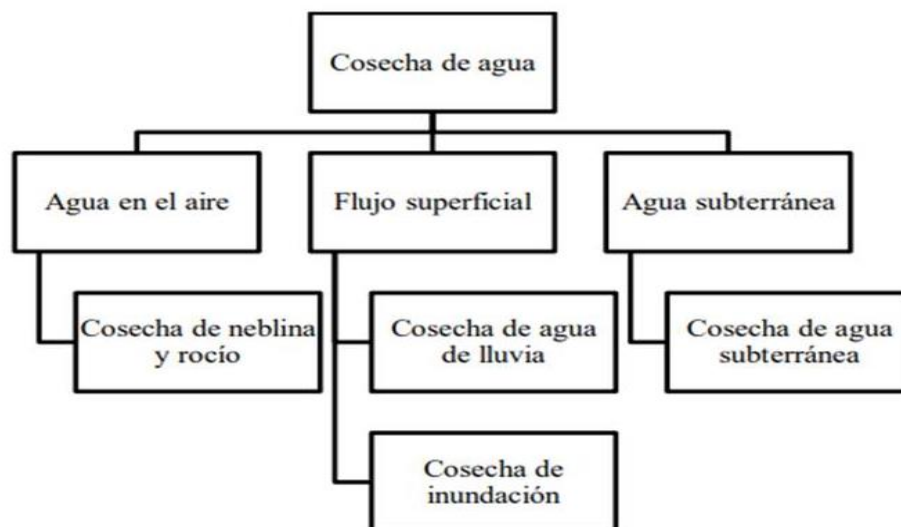 Cosecha de agua
Agua en el aire
Flujo superficial
Agua subterránea
Cosecha de neblina
y rocío
Cosecha de agua
de lluvia
Cosecha de agua
subterránea
Cosecha de
inundación